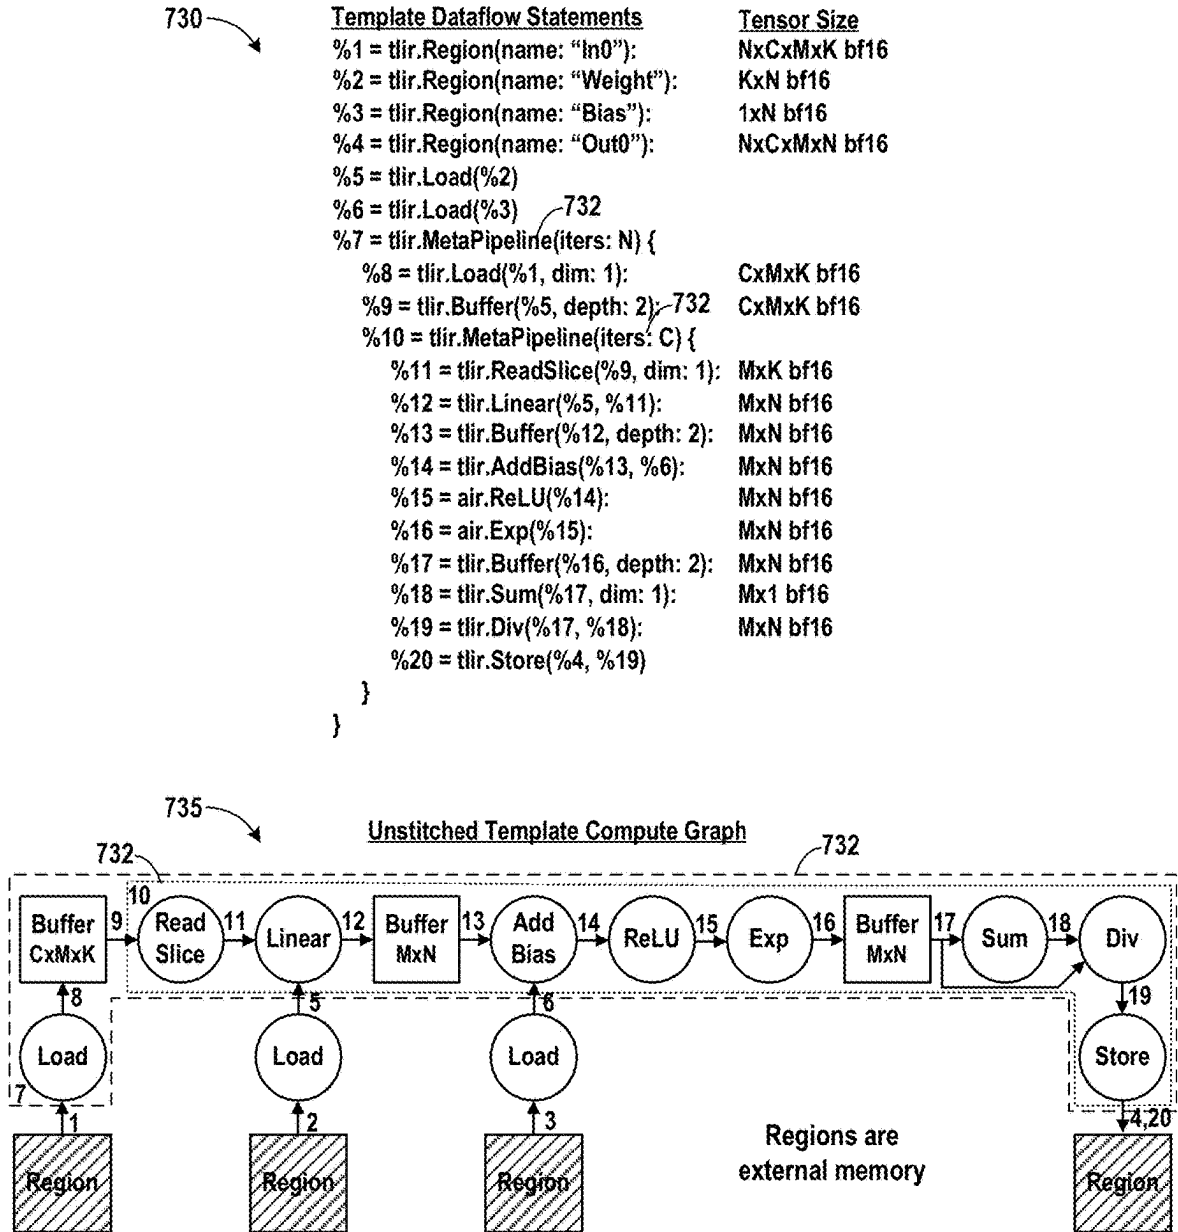 730
Template Dataflow Statements Tensor Size
%1 = tlir.Region(name: “In0”): NxCxMxK bf16
%2 = tlir.Region(name: “Weight”): KxN bf16
%3 = tlir.Region(name: “Bias”): 1xN bf16
%4 = tlir.Region(name: “Out0”): NxCxMxN bf16
%5 = tlir.Load(%2)
%6 = tlir.Load(%3)
732
%7 = tlir.MetaPipeline(iters: N) {
%8 = tlir.Load(%1, dim: 1): CxMxK bf16
%9 = tlir.Buffer(%5, depth: 2): CxMxK bf16
732
%10 = tlir.MetaPipeline(iters: C) {
%11 = tlir.ReadSlice(%9, dim: 1): MxK bf16
%12 = tlir.Linear(%5, %11): MxN bf16
%13 = tlir.Buffer(%12, depth: 2): MxN bf16
%14 = tlir.AddBias(%13, %6): MxN bf16
%15 = air.ReLU(%14): MxN bf16
%16 = air.Exp(%15): MxN bf16
%17 = tlir.Buffer(%16, depth: 2): MxN bf16
%18 = tlir.Sum(%17, dim: 1): Mx1 bf16
%19 = tlir.Div(%17, %18): MxN bf16
%20 = tlir.Store(%4, %19)
}
}
735
Unstitched Template Compute Graph
732 732
10
Buffer 9 Read 11 Linear 12 Buffer 13 Add 14 ReLU 15 Exp 16 Buffer 17 Sum 18 Div
CxMxK Slice MxN Bias MxN
8 5 6 19
Load Load Load Store
7
1 2 3 4,20
Regions are
external memory
Region Region Region Region